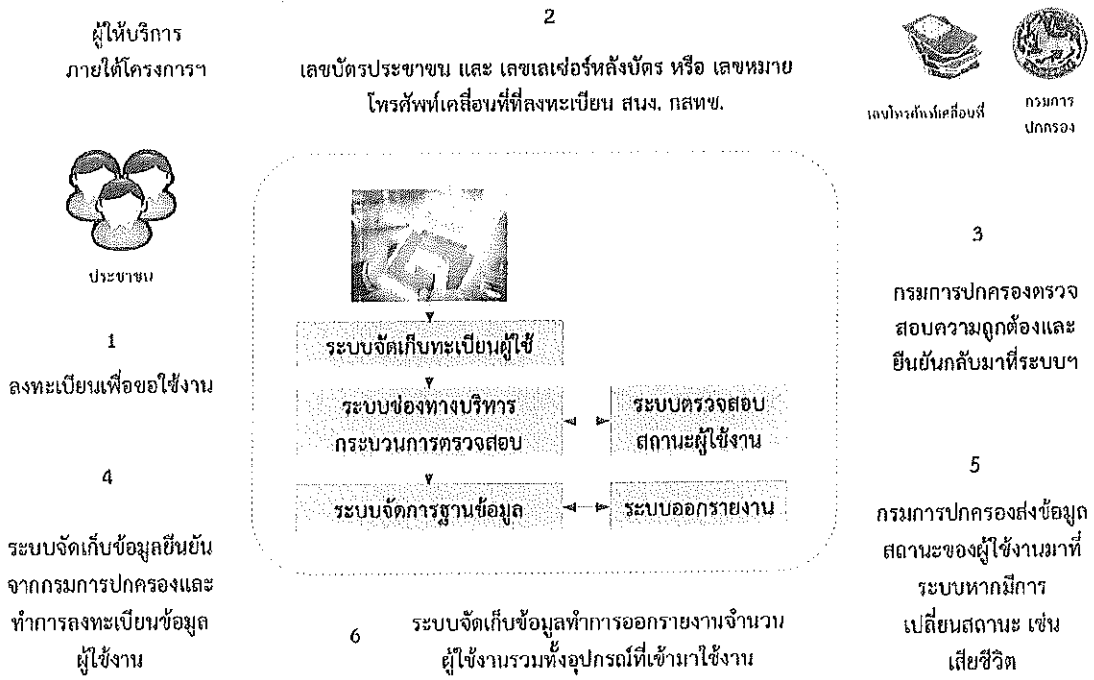 ผู้ให้บริการ
ภายใต้โครงการฯ
2
เลขบัตรประชาชน และ เลขเลเซ่อร์หลังบัตร หรือ เลขหมาย
โทรศัพท์เคลื่อนที่ที่ลงทะเบียน สนง. กสทช.
เลขโทรศัพท์เคลื่อนที่
กรมการ
ปกครอง
ประชาชน
1
ลงทะเบียนเพื่อขอใช้งาน
ระบบจัดเก็บทะเบียนผู้ใช้
ระบบช่องทางบริหาร
กระบวนการตรวจสอบ
ระบบตรวจสอบ
สถานะผู้ใช้งาน
ระบบจัดการฐานข้อมูล
ระบบออกรายงาน
3
กรมการปกครองตรวจ
สอบความถูกต้องและ
ยืนยันกลับมาที่ระบบฯ
4
ระบบจัดเก็บข้อมูลยืนยัน
จากกรมการปกครองและ
ทำการลงทะเบียนข้อมูล
ผู้ใช้งาน
5
กรมการปกครองส่งข้อมูล
สถานะของผู้ใช้งานมาที่
ระบบหากมีการ
เปลี่ยนสถานะ เช่น
เสียชีวิต
6
ระบบจัดเก็บข้อมูลทำการออกรายงานจำนวน
ผู้ใช้งานรวมทั้งอุปกรณ์ที่เข้ามาใช้งาน